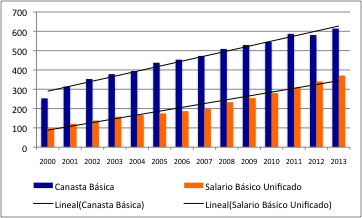 700
600
500
400
300
200
100
0
2000 2001 2002 2003 2004 2005 2006 2007 2008 2009 2010 2011 2012 2013
Canasta Básica Salario Básico Unificado
Lineal(Canasta Básica) Lineal(Salario Básico Unificado)